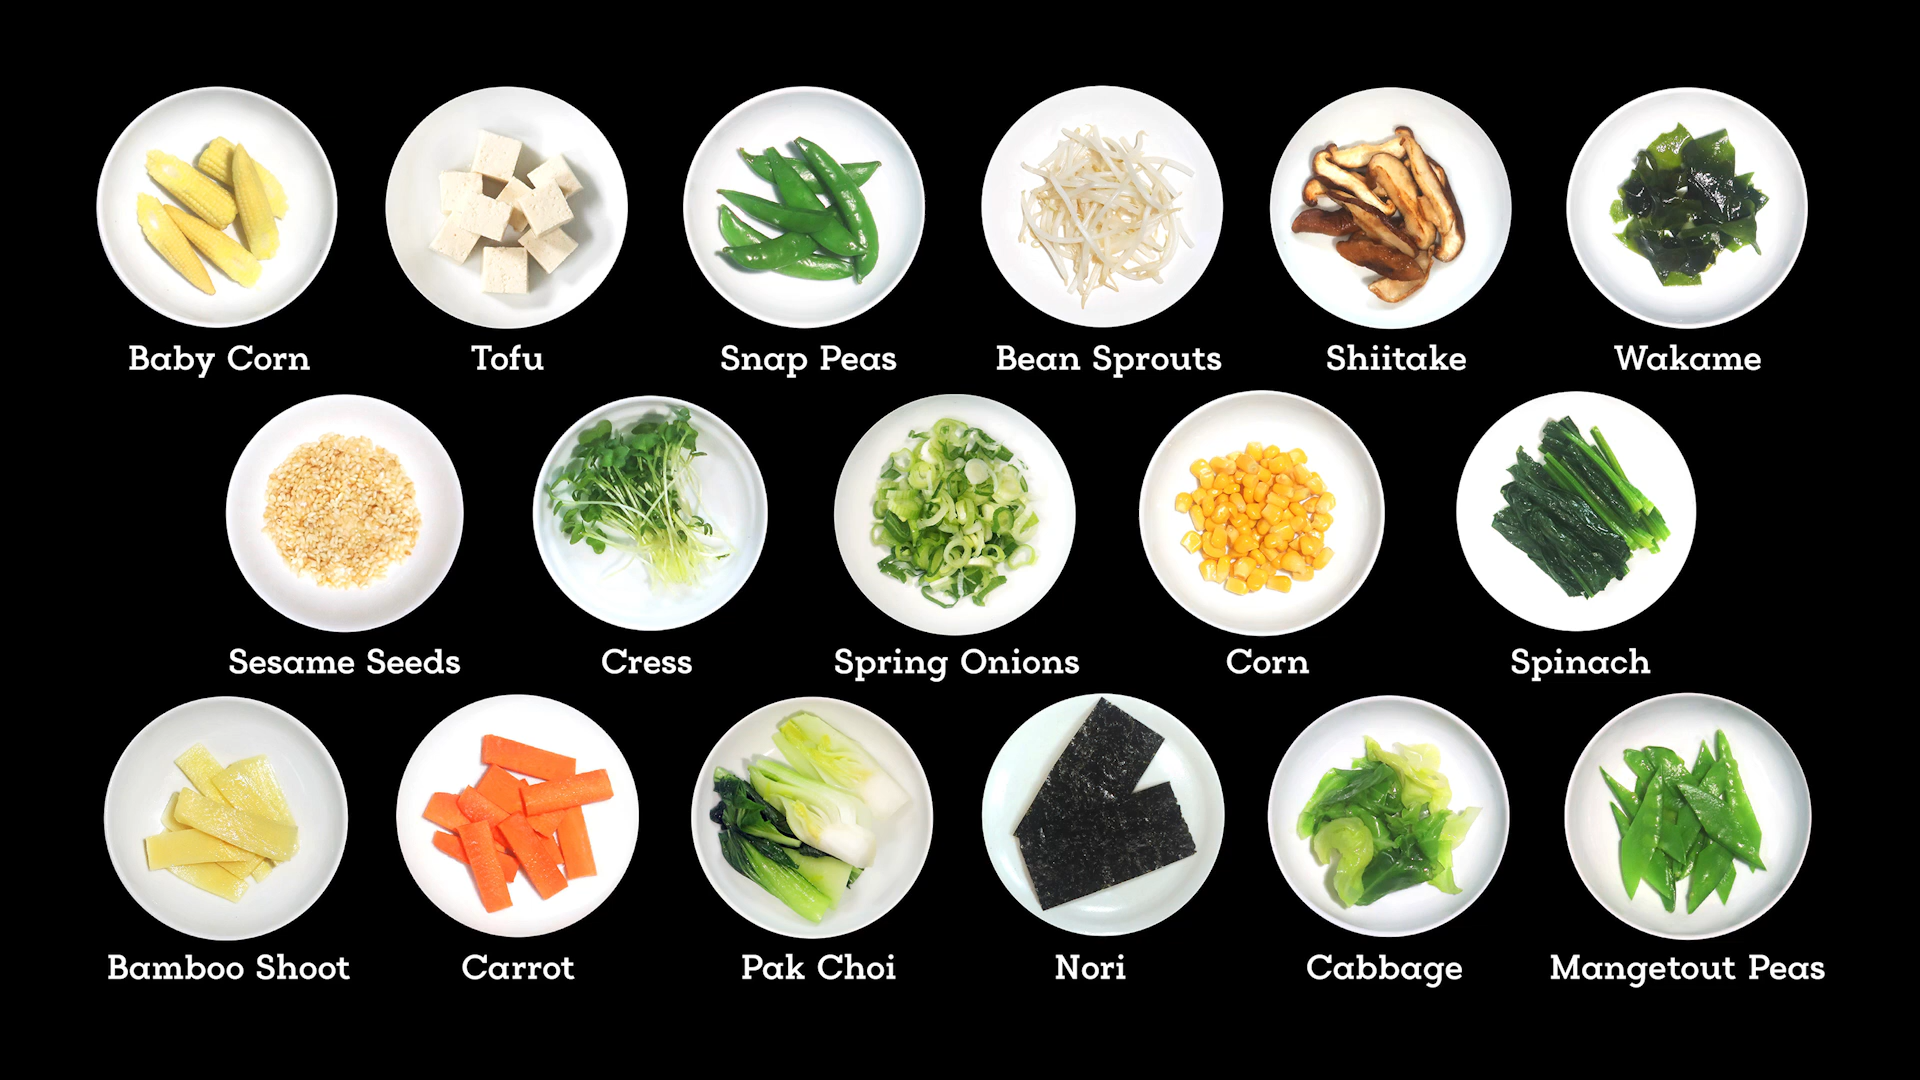 Baby Corn
Tofu
Snap Peas
Bean Sprouts
Shiitake
Wakame
Sesame Seeds
Cress
Spring Onions
Corn
Spinach
Bamboo Shoot
Carrot
Pak Choi
Nori
Cabbage
Mangetout Peas